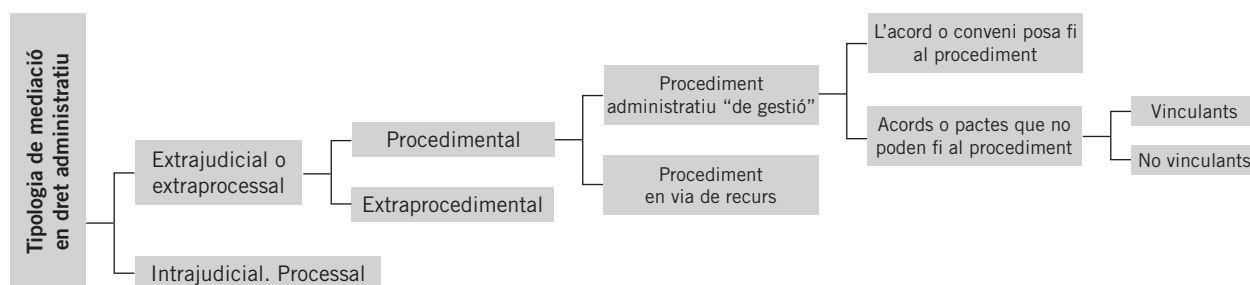 Tipologia de mediació
en dret administratiu
Extrajudicial o
extraprocessal
Intrajudicial. Processal
Procedimental
Extraprocedimental
Procediment
administratiu “de gestió”
Procediment
en via de recurs
L’acord o conveni posa fi
al procediment
Acords o pactes que no
poden fi al procediment
Vinculants
No vinculants